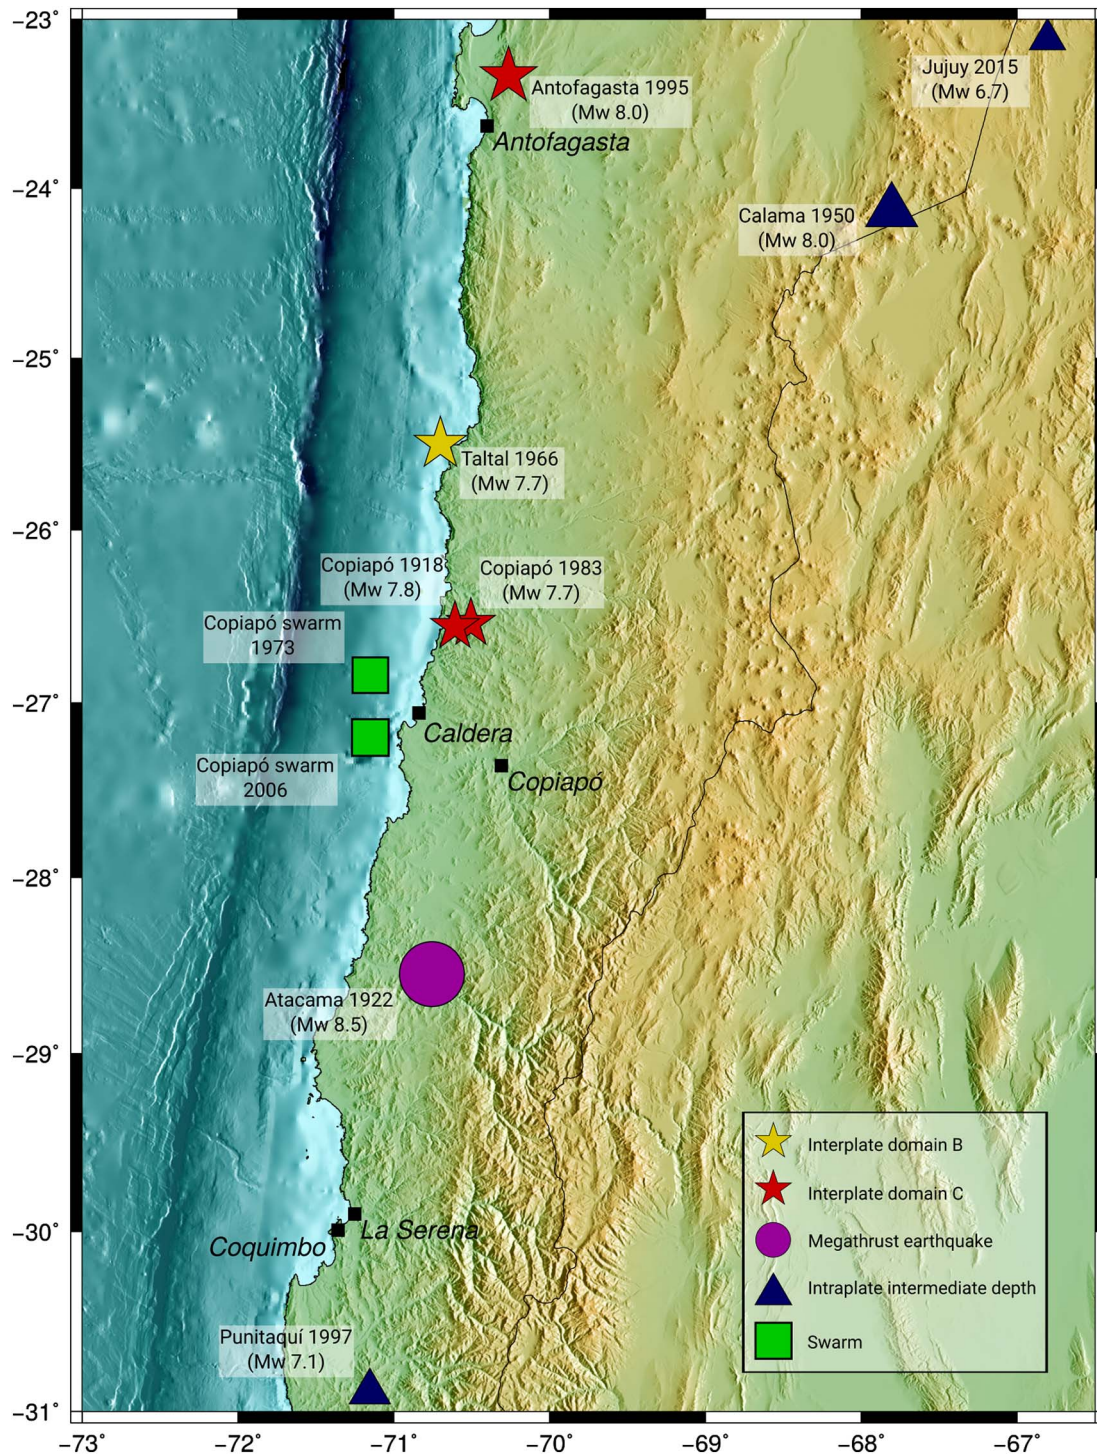 −23°
Jujuy 2015
(Mw 6.7)
Antofagasta 1995
(Mw 8.0)
Antofagasta
−24°
Calama 1950
(Mw 8.0)
−25°
Taltal 1966
(Mw 7.7)
−26°
Copiapó 1918
(Mw 7.8)
Copiapó 1983
(Mw 7.7)
Copiapó swarm
1973
−27°
Caldera
Copiapó swarm
2006
Copiapó
−28°
Atacama 1922
(Mw 8.5)
−29°
Interplate domain B
Interplate domain C
Megathrust earthquake
Intraplate intermediate depth
Swarm
−30°
La Serena
Coquimbo
Punitaquí 1997
(Mw 7.1)
−31°
−73° −72° −71° −70° −69° −68° −67°